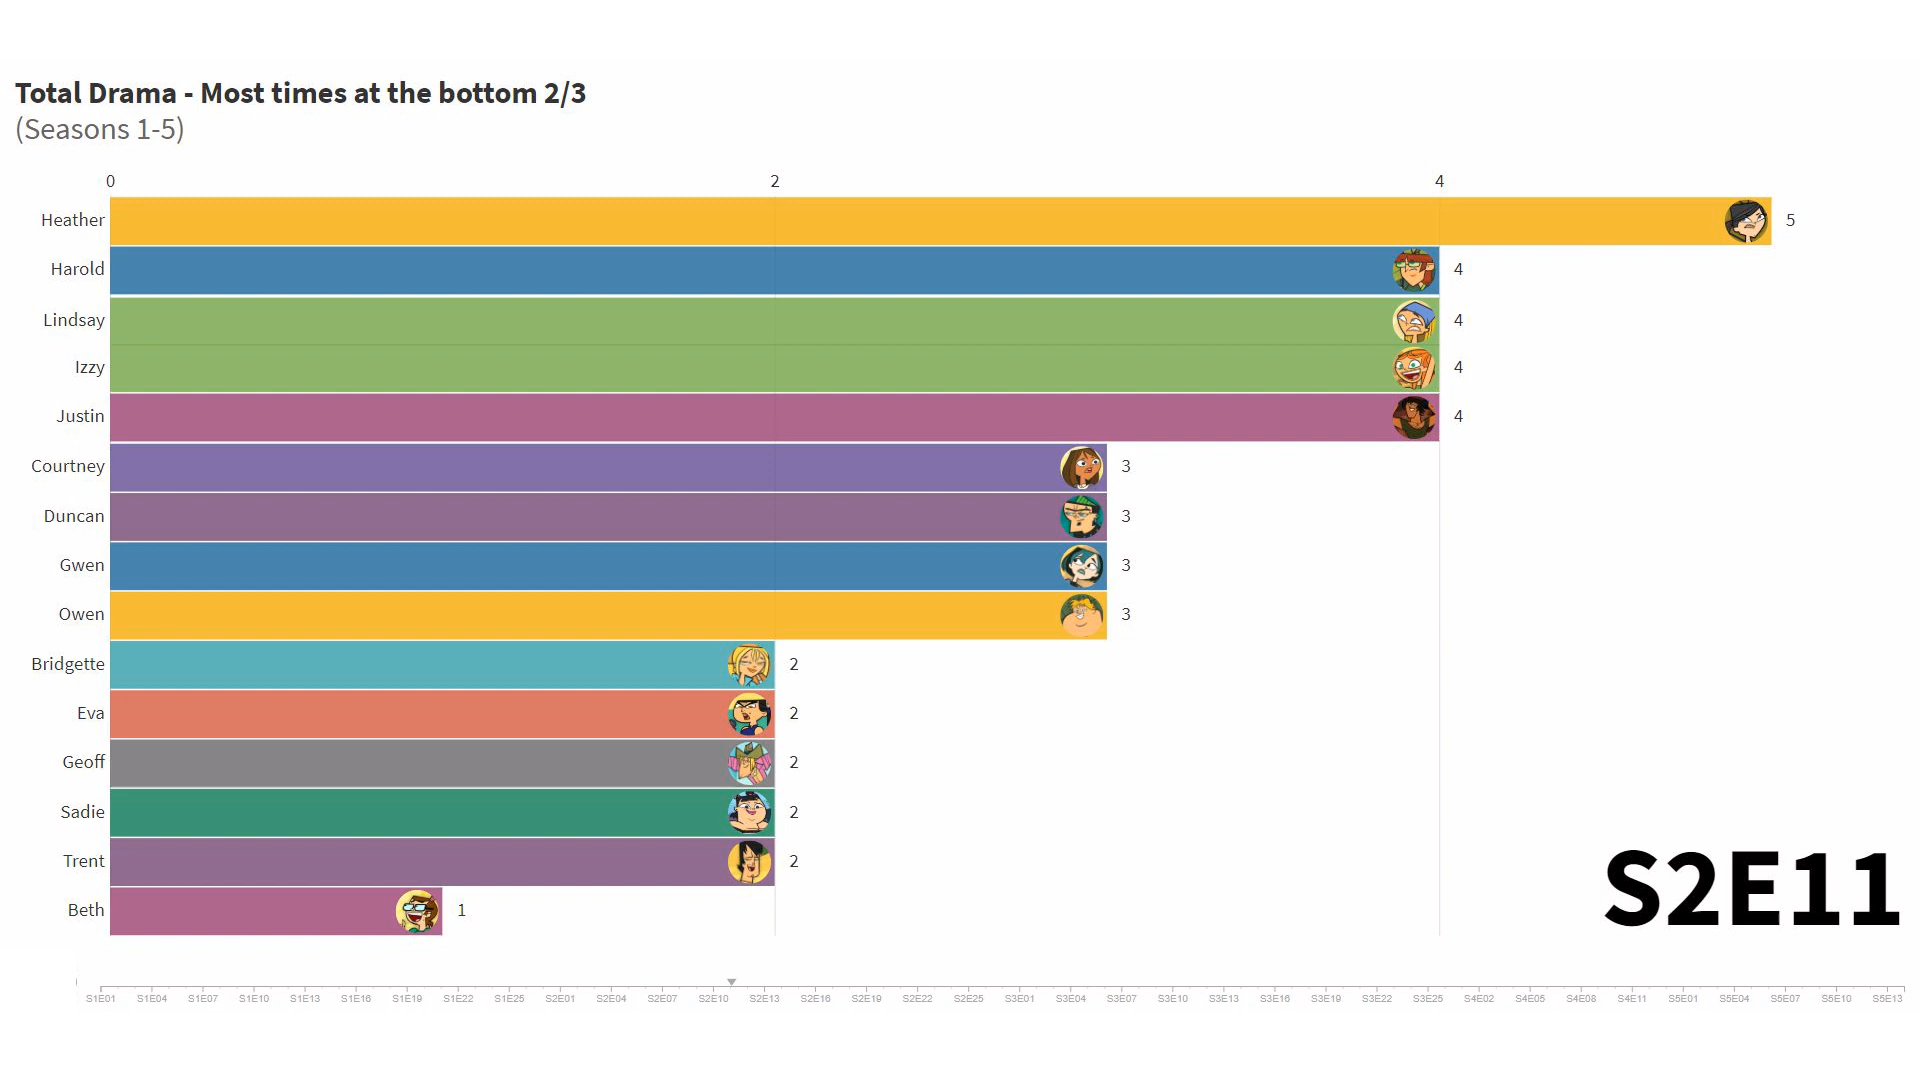 Total Drama - Most times at the bottom 2/3
(Seasons 1-5)
0 2 4
Heather 5
Harold 4
Lindsay 4
Izzy 4
Justin 4
Courtney 3
Duncan 3
Gwen 3
Owen 3
Bridgette 2
Eva 2
Geoff 2
Sadie 2
Trent 2
Beth 1
S2E11
S1E01 S1E04 S1E07 S1E10 S1E13 S1E16 S1E19 S1E22 S1E25 S2E01 S2E04 S2E07 S2E10 S2E13 S2E16 S2E19 S2E22 S2E25 S3E01 S3E04 S3E07 S3E10 S3E13 S3E16 S3E19 S3E22 S3E25 S4E02 S4E05 S4E08 S4E11 S5E01 S5E04 S5E07 S5E10 S5E13